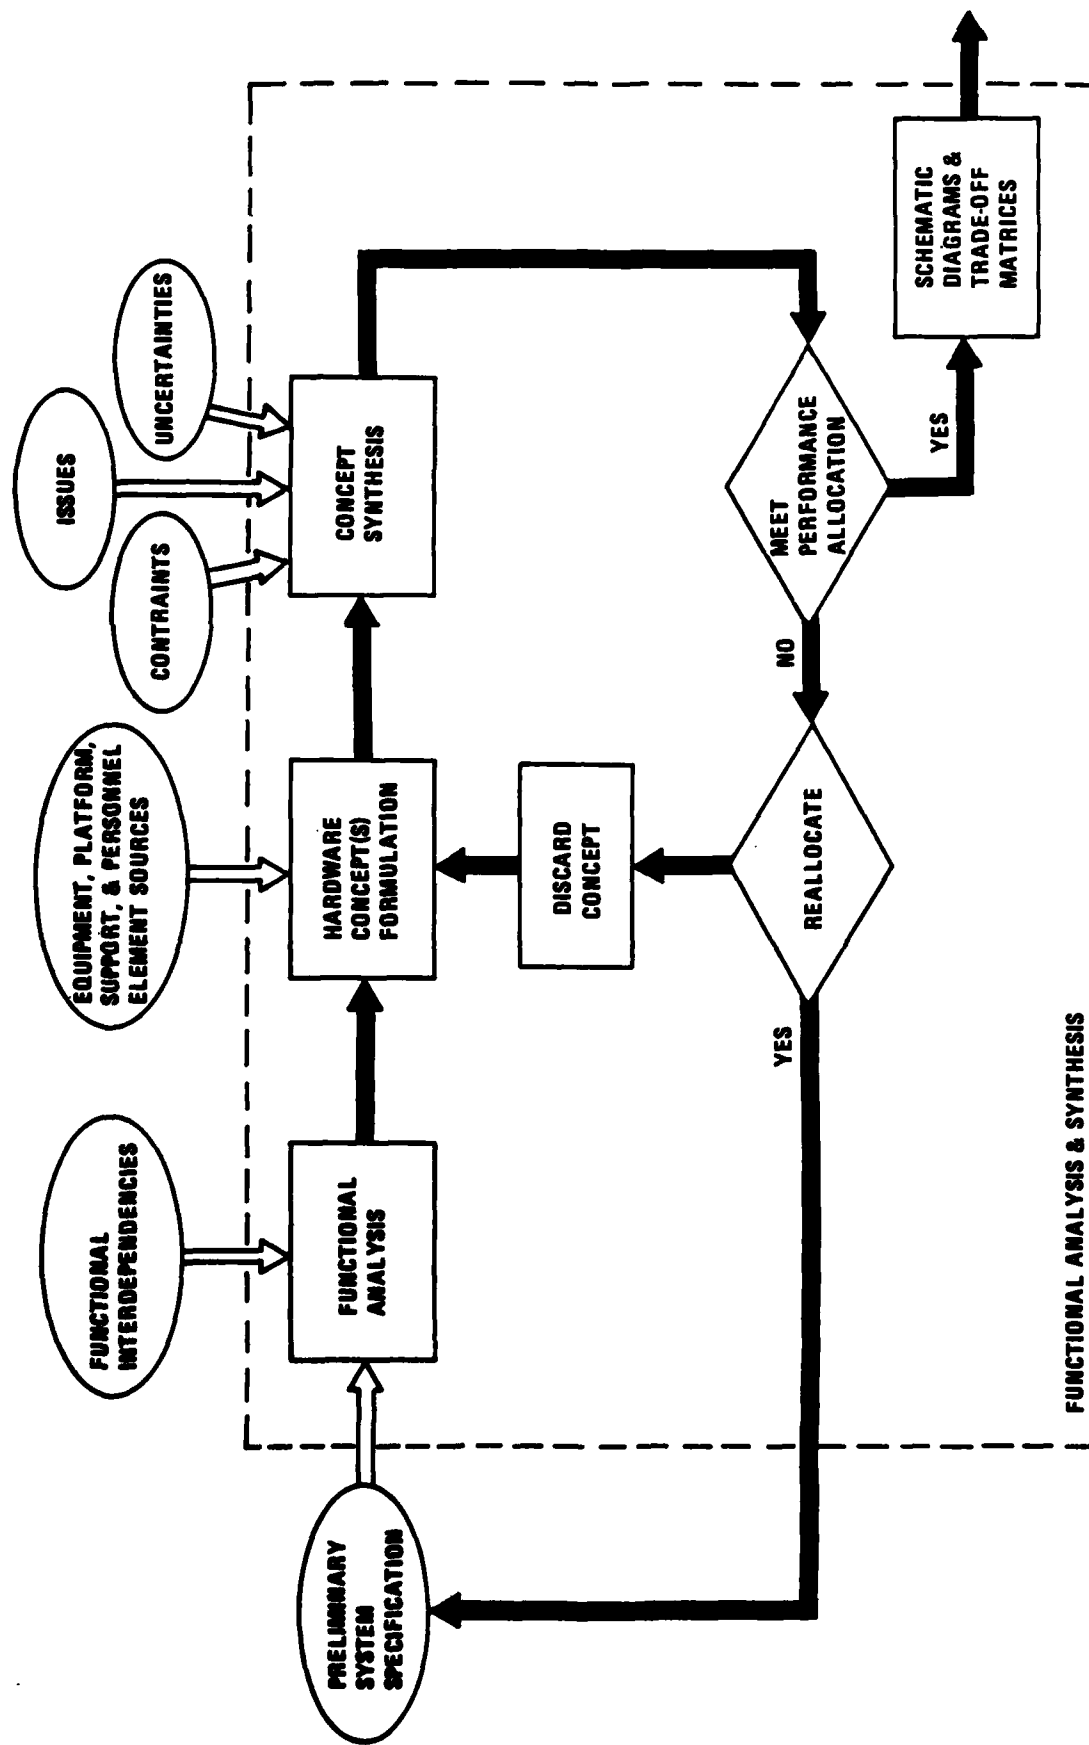 PRELIMINARY
SYSTEM
SPECIFICATION
FUNCTIONAL
INTERDEPENDENCIES
FUNCTIONAL
ANALYSIS
EQUIPMENT, PLATFORM,
SUPPORT, & PERSONNEL
ELEMENT SOURCES
HARDWARE
CONCEPT(S)
FORMULATION
CONTRAINTS
ISSUES
UNCERTAINTIES
CONCEPT
SYNTHESIS
DISCARD
CONCEPT
YES
REALLOCATE
NO
MEET
PERFORMANCE
ALLOCATION
YES
SCHEMATIC
DIAGRAMS &
TRADE-OFF
MATRICES
FUNCTIONAL ANALYSIS & SYNTHESIS